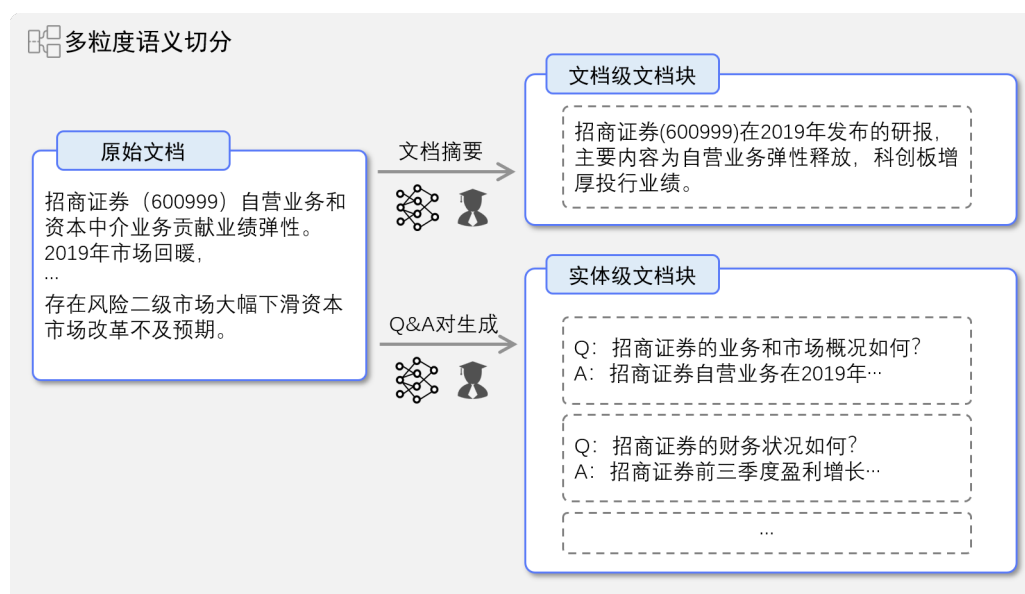 多粒度语义切分
原始文档
招商证券（600999）自营业务和
资本中介业务贡献业绩弹性。
2019年市场回暖,
...
存在风险二级市场大幅下滑资本
市场改革不及预期。
文档摘要
Q&A对生成
文档级文档块
招商证券(600999)在2019年发布的研报，
主要内容为自营业务弹性释放，科创板增
厚投行业绩。
实体级文档块
Q：招商证券的业务和市场概况如何？
A：招商证券自营业务在2019年…
Q：招商证券的财务状况如何？
A：招商证券前三季度盈利增长…
...